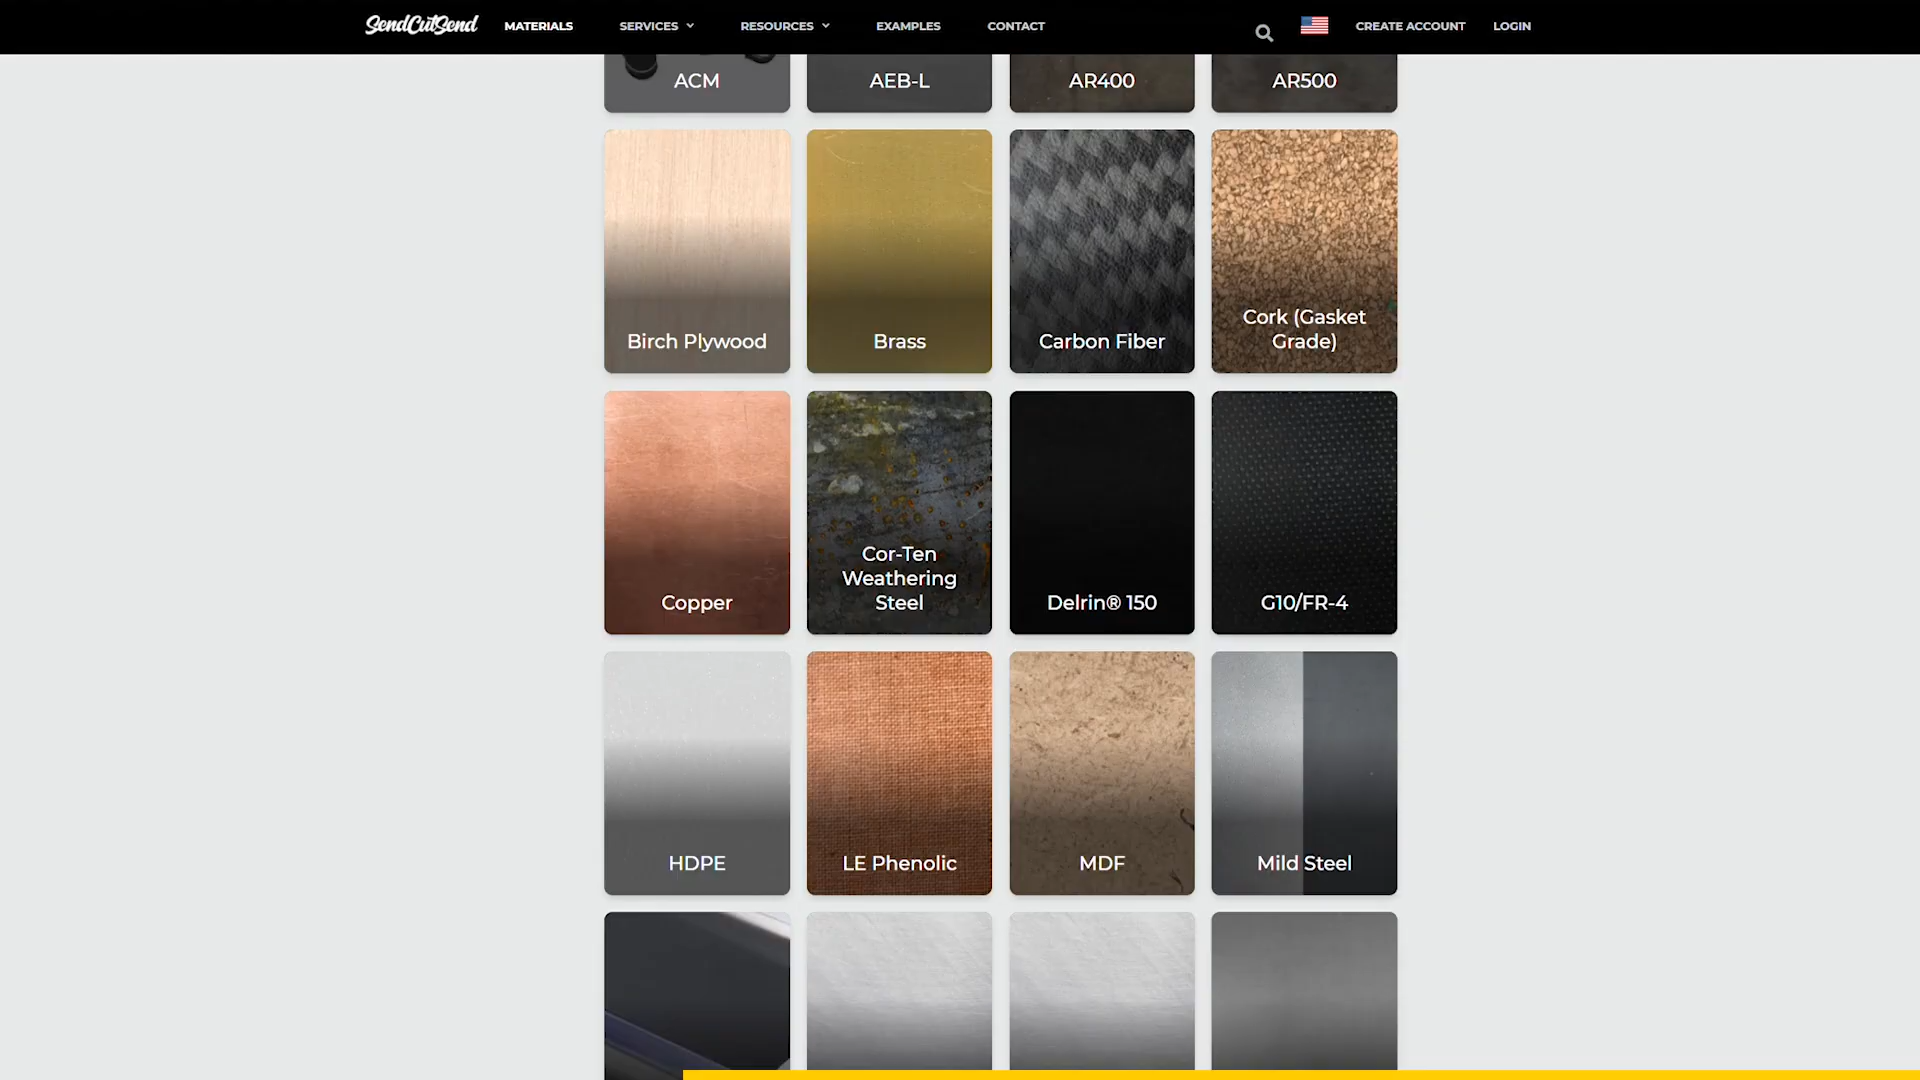 SendCutSend
MATERIALS
SERVICES
RESOURCES
EXAMPLES
CONTACT
CREATE ACCOUNT
LOGIN
ACM
AEB-L
AR400
AR500
Birch Plywood
Brass
Carbon Fiber
Cork (Gasket
Grade)
Copper
Cor-Ten
Weathering
Steel
Delrin® 150
G10/FR-4
HDPE
LE Phenolic
MDF
Mild Steel